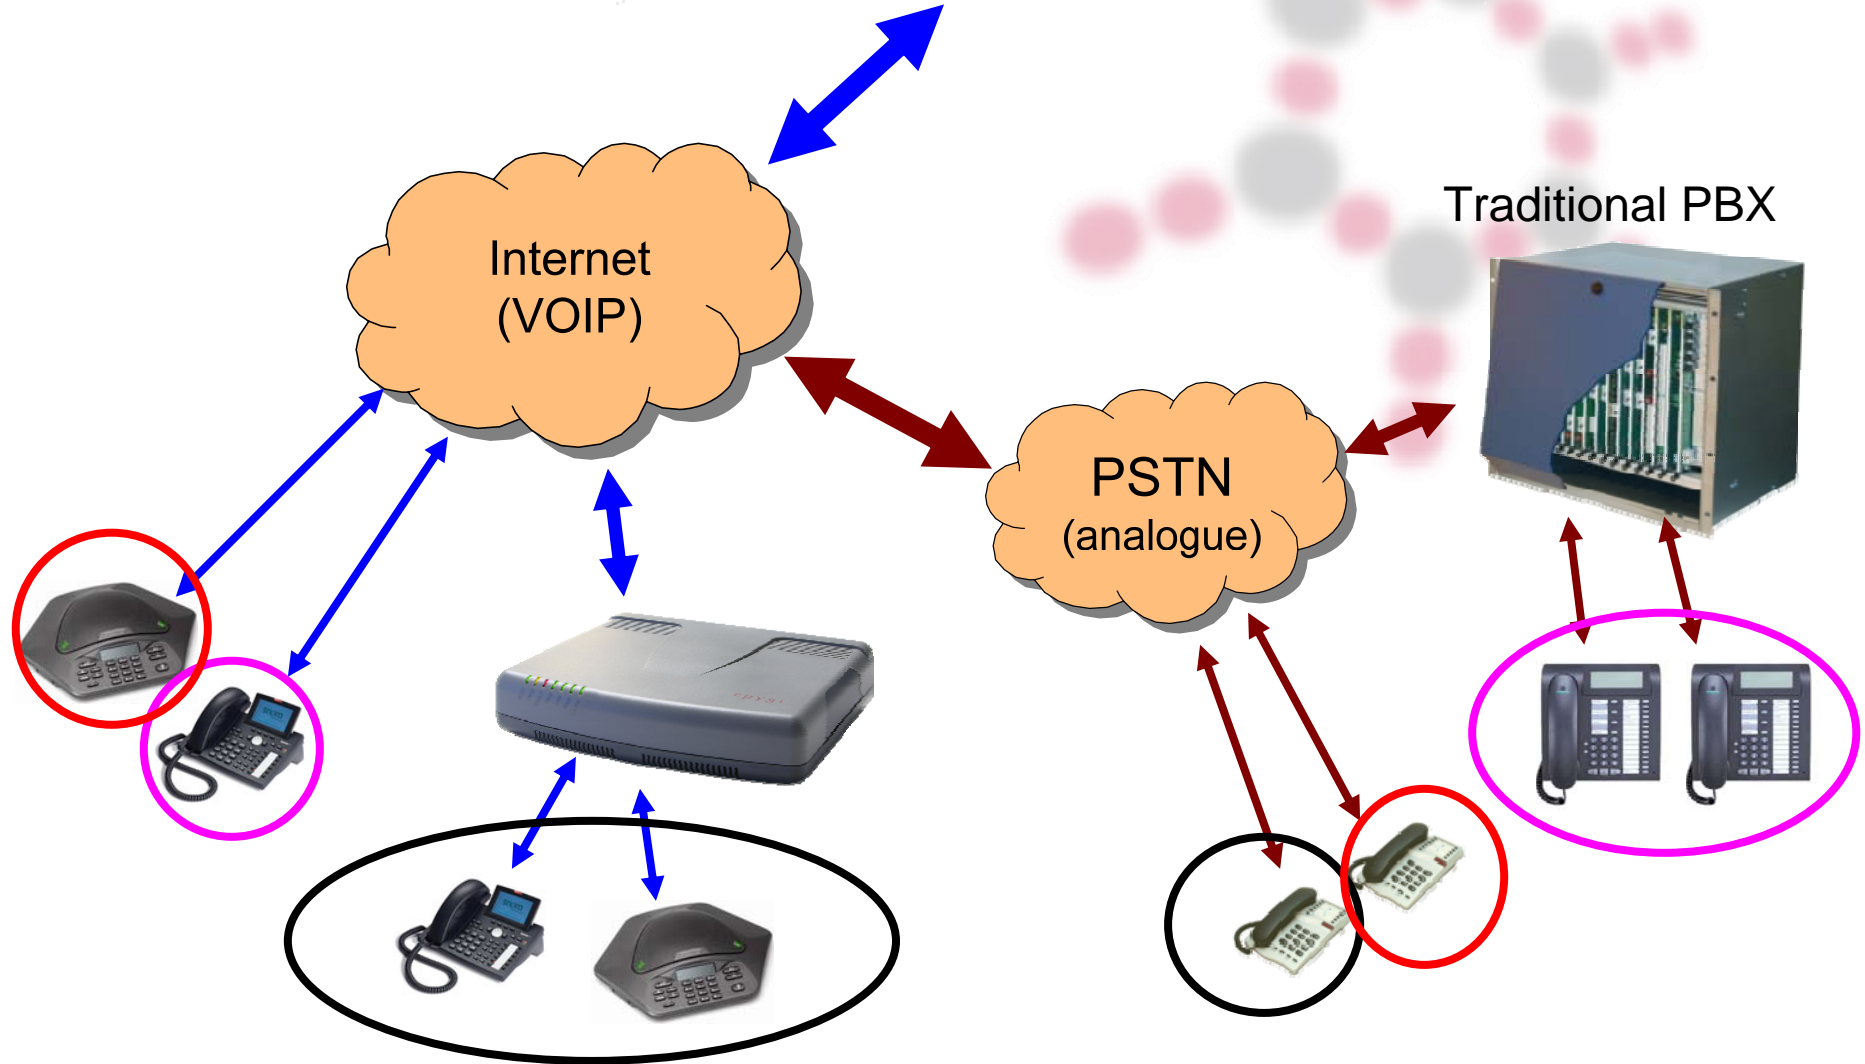 Traditional PBX
Internet
(VOIP)
PSTN
(analogue)